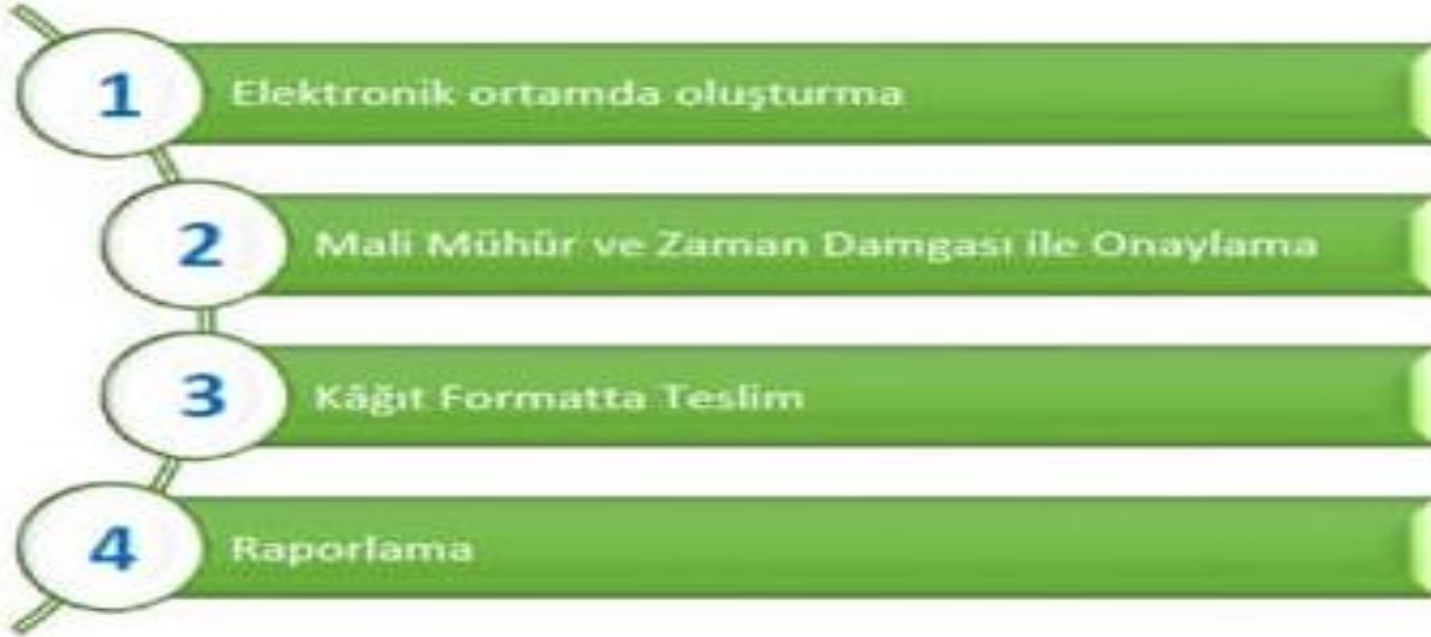 1 Elektronik ortamda oluşturma
2 Mali Mühür ve Zaman Damgası ile Onaylama
3 Kâğıt Formatta Teslim
4 Raporlama